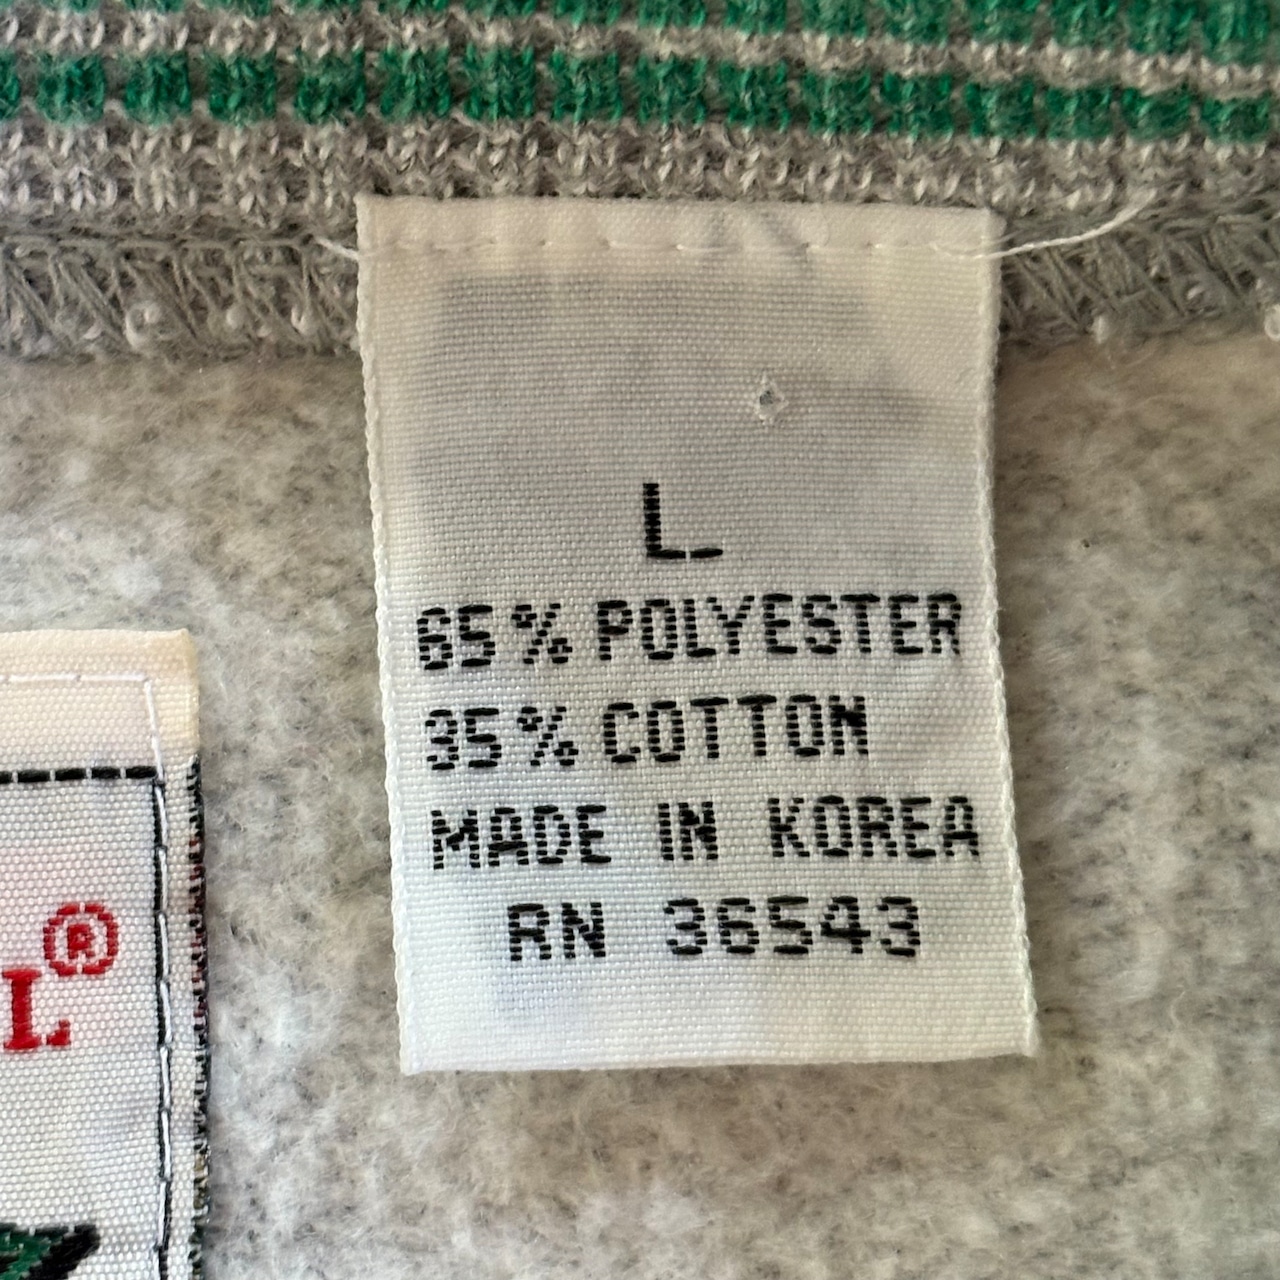 L
65% POLYESTER
35% COTTON
MADE IN KOREA
RN 36543
L®